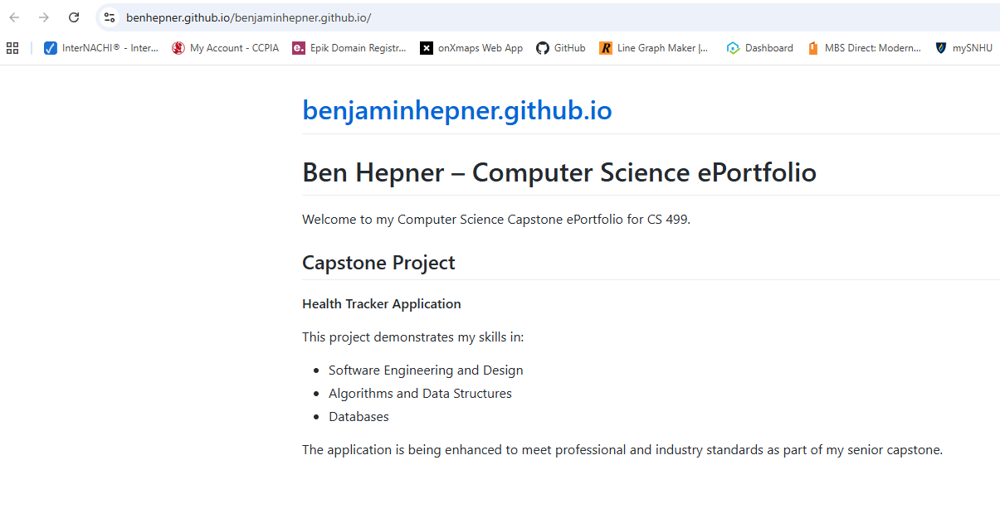 benhepner.github.io/benjaminhepner.github.io/
InterNACHI® - Inter...
My Account - CCPIA
e.
Epik Domain Registr...
onXmaps Web App
GitHub
R
Line Graph Maker |...
Dashboard
MBS Direct: Modern...
mySNHU
benjaminhepner.github.io
Ben Hepner – Computer Science ePortfolio
Welcome to my Computer Science Capstone ePortfolio for CS 499.
Capstone Project
Health Tracker Application
This project demonstrates my skills in:
• Software Engineering and Design
• Algorithms and Data Structures
• Databases
The application is being enhanced to meet professional and industry standards as part of my senior capstone.